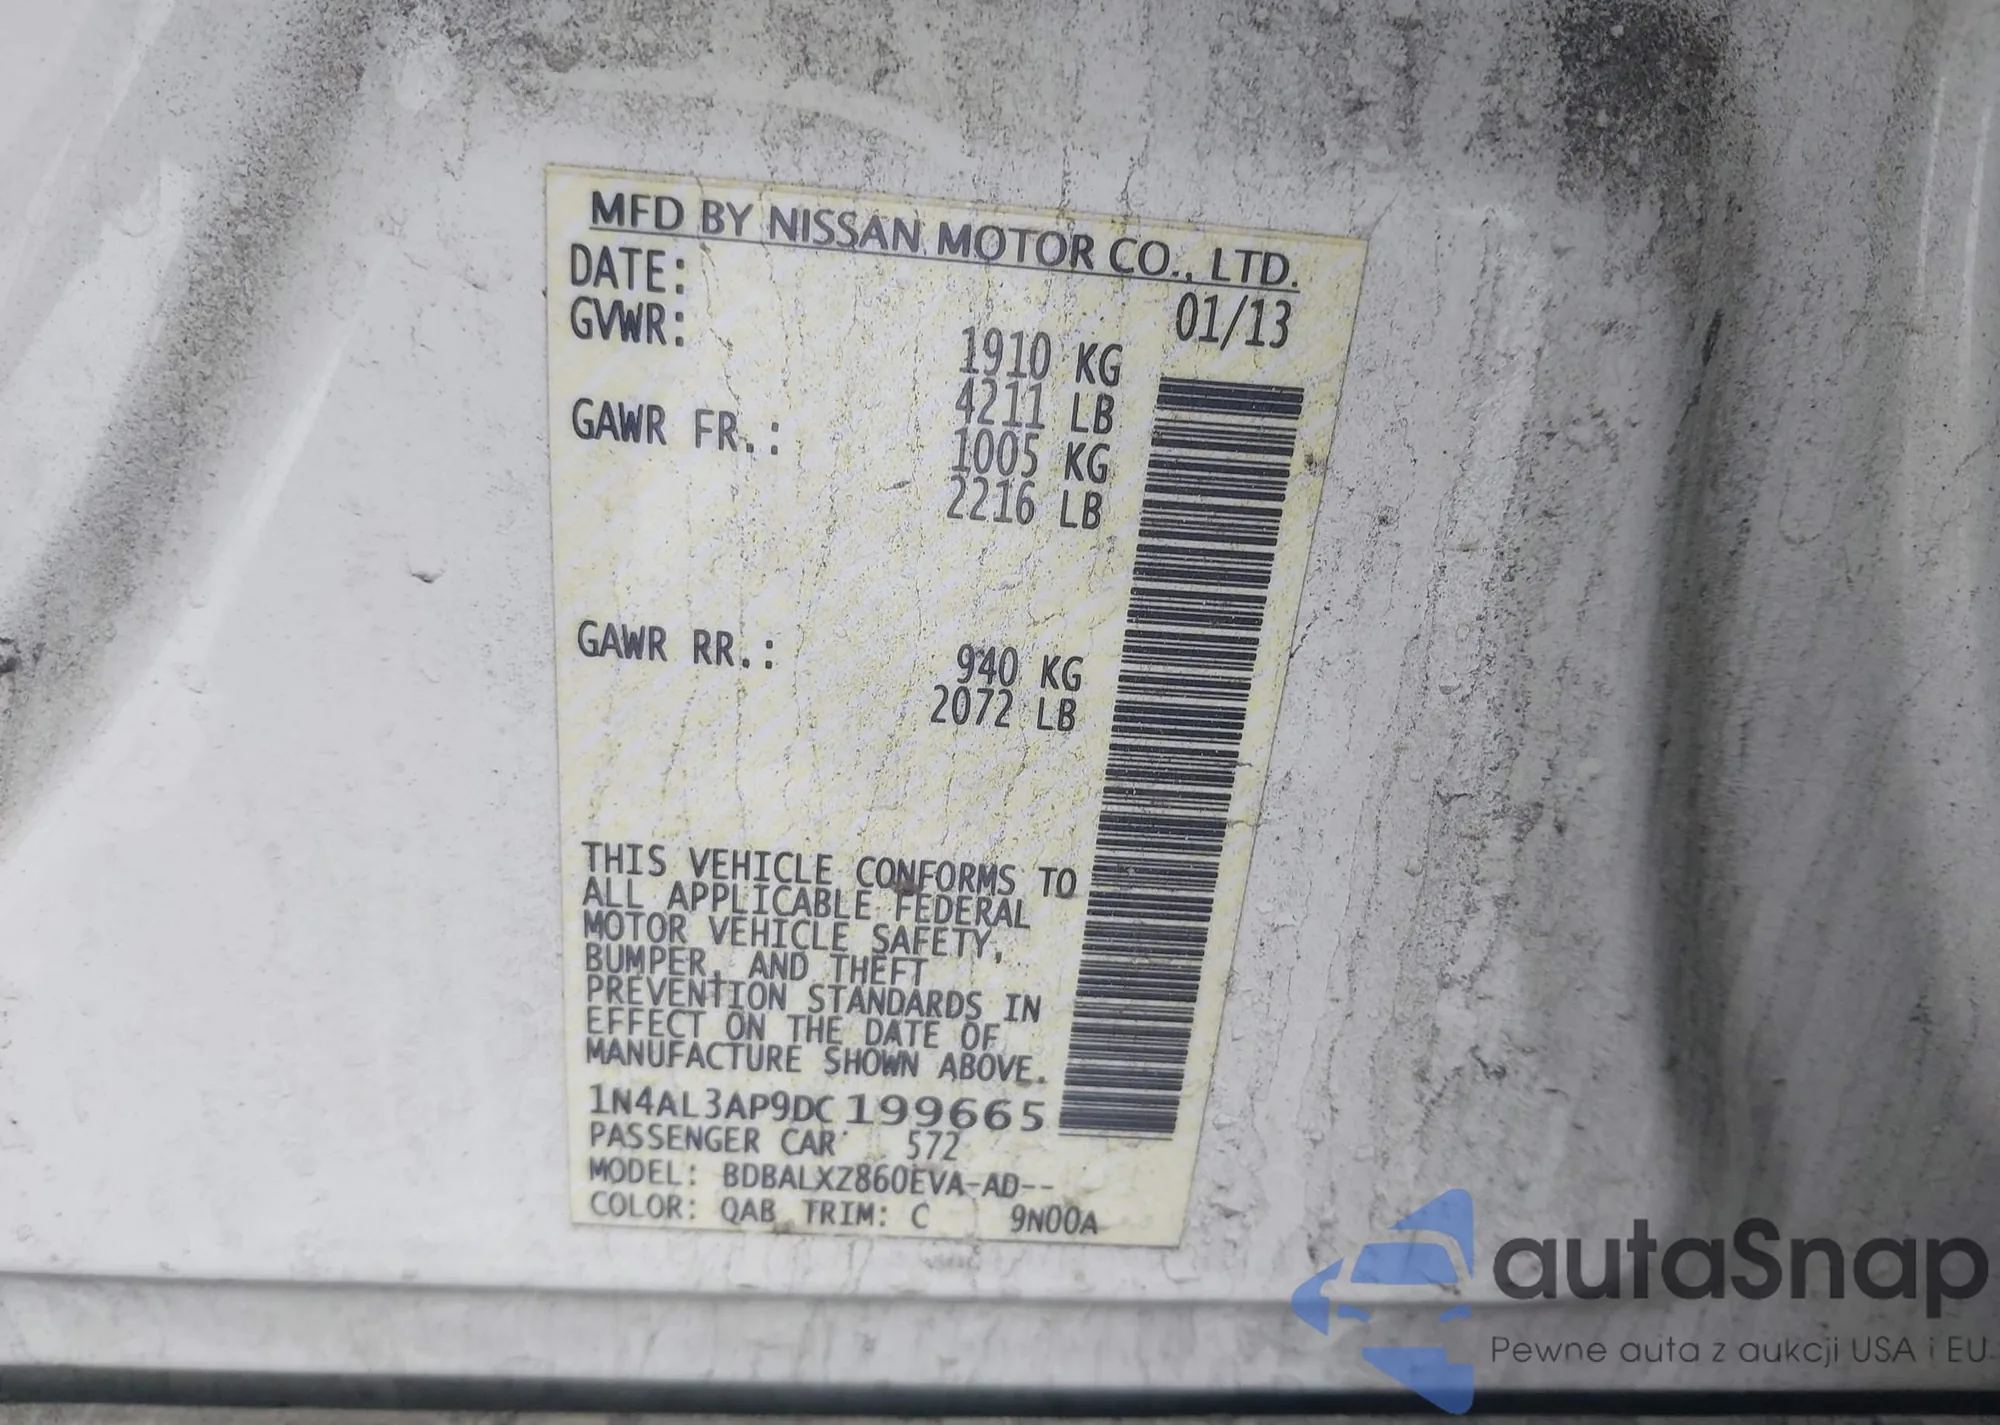 MFD BY NISSAN MOTOR CO., LTD.
DATE: 01/13
GVWR: 1910 KG
4211 LB
GAWR FR.: 1005 KG
2216 LB
GAWR RR.: 940 KG
2072 LB
THIS VEHICLE CONFORMS TO
ALL APPLICABLE FEDERAL
MOTOR VEHICLE SAFETY,
BUMPER, AND THEFT
PREVENTION STANDARDS IN
EFFECT ON THE DATE OF
MANUFACTURE SHOWN ABOVE.
1N4AL3AP9DC199665
PASSENGER CAR 572
MODEL: BDBALXZ860EVA-AD--
COLOR: QAB TRIM: C 9N00A
autoSnap
Pewne auta z aukcji USA i EU